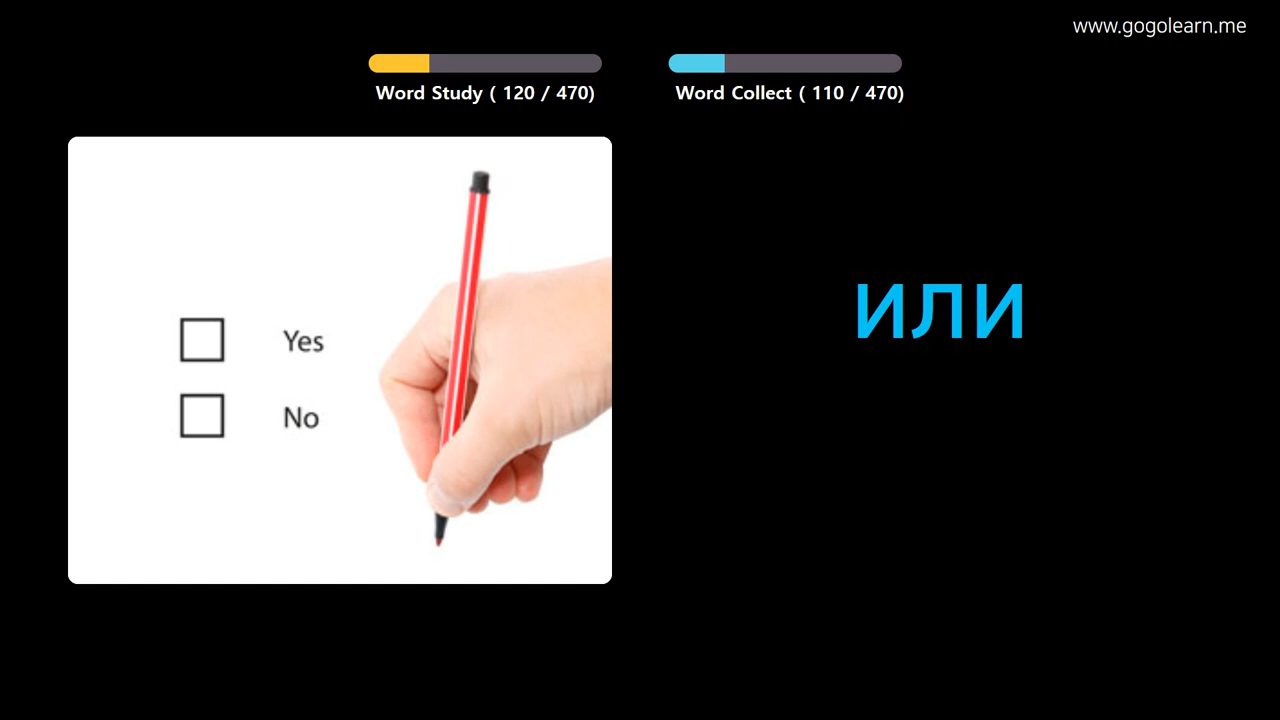 www.gogolearn.me
Word Study ( 120 / 470)
Word Collect ( 110 / 470)
Yes
No
или